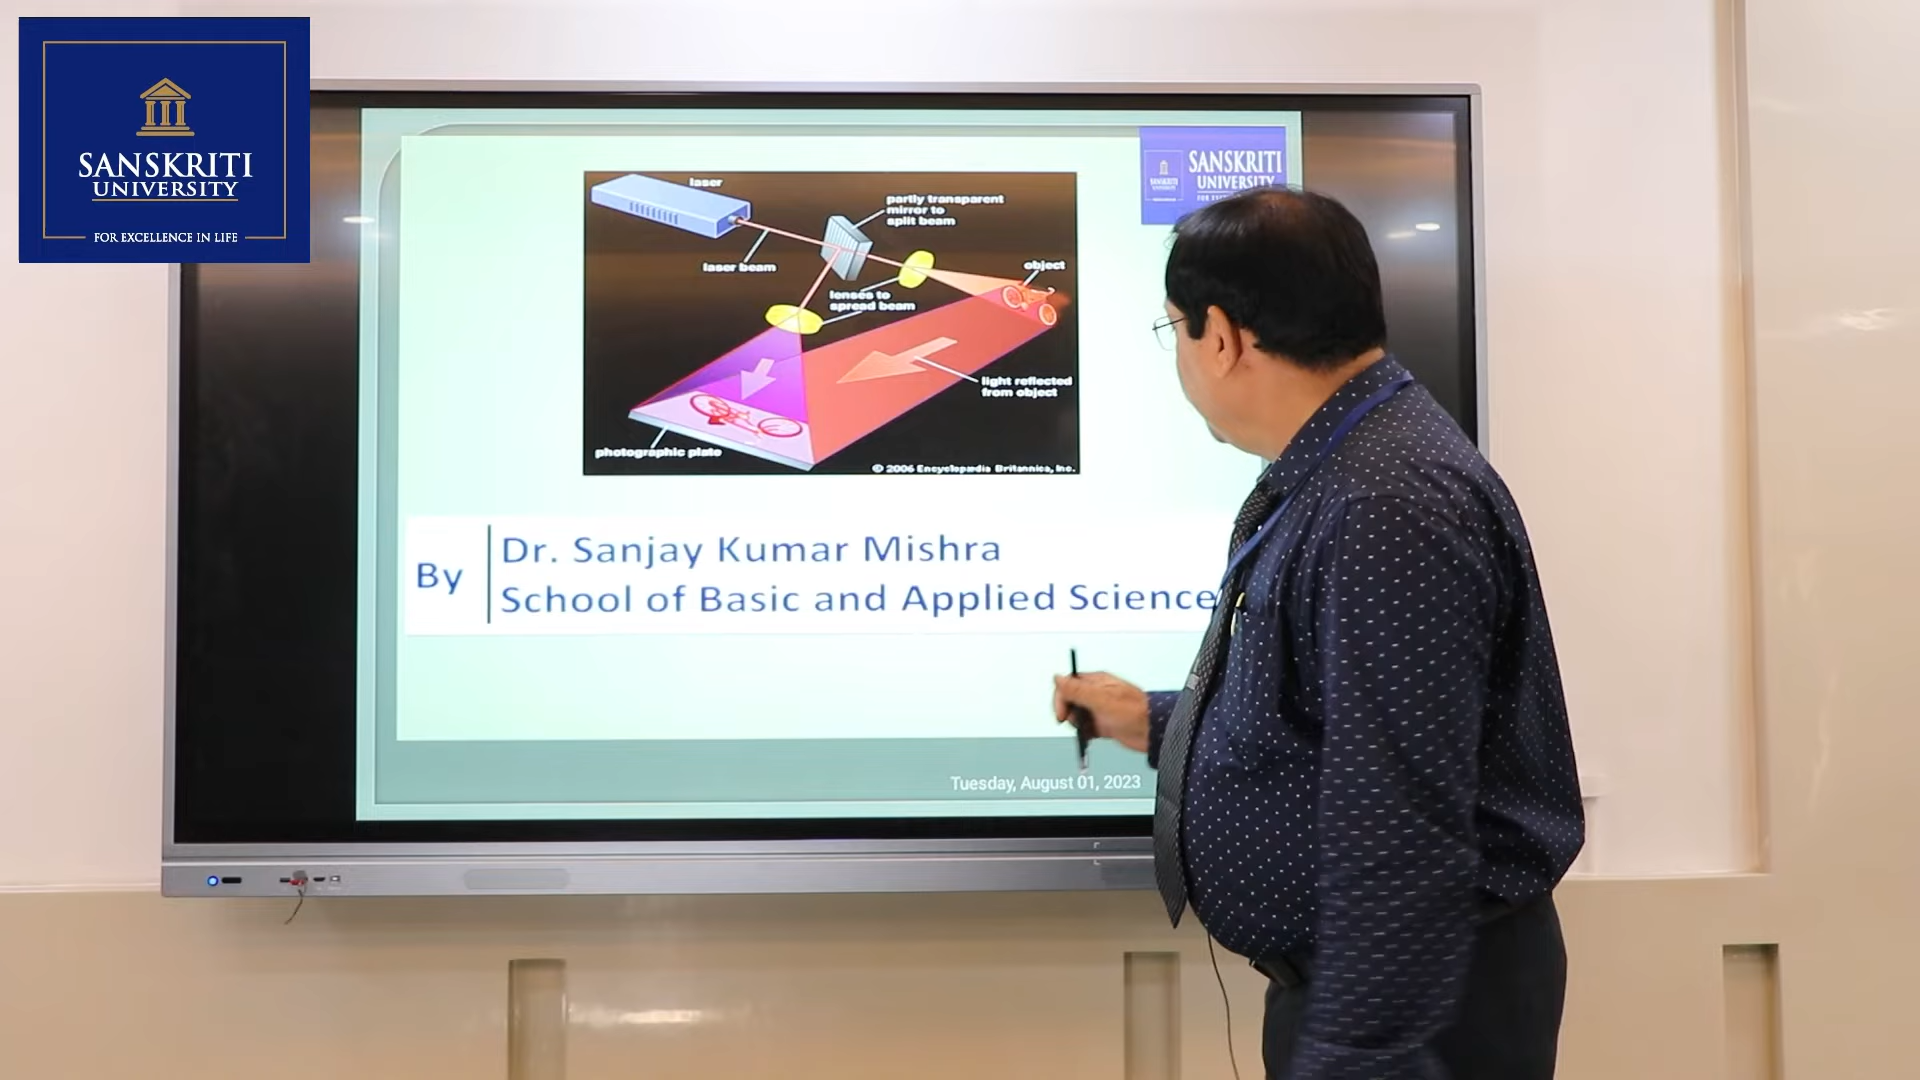 SANSKRITI
UNIVERSITY
FOR EXCELLENCE IN LIFE
SANSKRITI
UNIVERSITY
laser
partly transparent
mirror to
split beam
laser beam
object
lenses to
spread beam
light reflected
from object
photographic plate
© 2006 Encyclopædia Britannica, Inc.
By
Dr. Sanjay Kumar Mishra
School of Basic and Applied Science
Tuesday, August 01, 2023